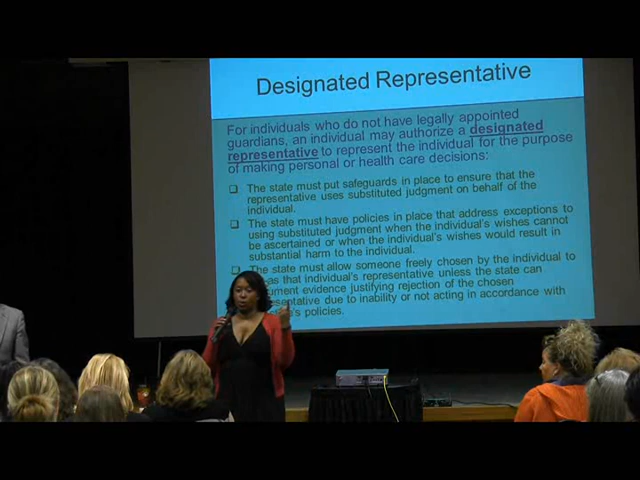 Designated Representative
For individuals who do not have legally appointed
guardians, an individual may authorize a designated
representative to represent the individual for the purpose
of making personal or health care decisions:
The state must put safeguards in place to ensure that the
representative uses substituted judgment on behalf of the
individual.
The state must have policies in place that address exceptions to
using substituted judgment when the individual's wishes cannot
be ascertained or when the individual's wishes would result in
substantial harm to the individual.
The state must allow someone freely chosen by the individual to
as that individual's representative unless the state can
evidence justifying rejection of the chosen
due to inability or not acting in accordance with
policies.